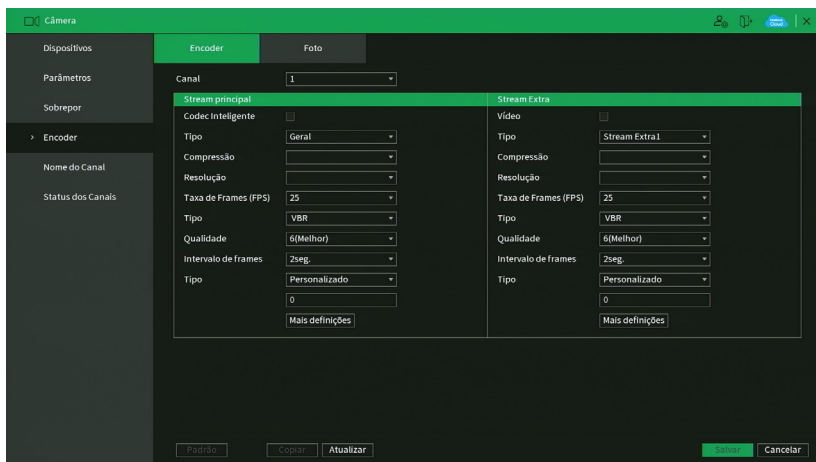 Câmera
Dispositivos
Parâmetros
Sobrepor
> Encoder
Nome do Canal
Status dos Canais
Encoder Foto
Canal 1
Stream principal
Codec Inteligente
Tipo Geral
Compressão
Resolução
Taxa de Frames (FPS) 25
Tipo VBR
Qualidade 6(Melhor)
Intervalo de frames 2seg.
Tipo Personalizado
0
Mais definições
Stream Extra
Vídeo
Tipo Stream Extra1
Compressão
Resolução
Taxa de Frames (FPS) 25
Tipo VBR
Qualidade 6(Melhor)
Intervalo de frames 2seg.
Tipo Personalizado
0
Mais definições
Padrão Copiar Atualizar Salvar Cancelar